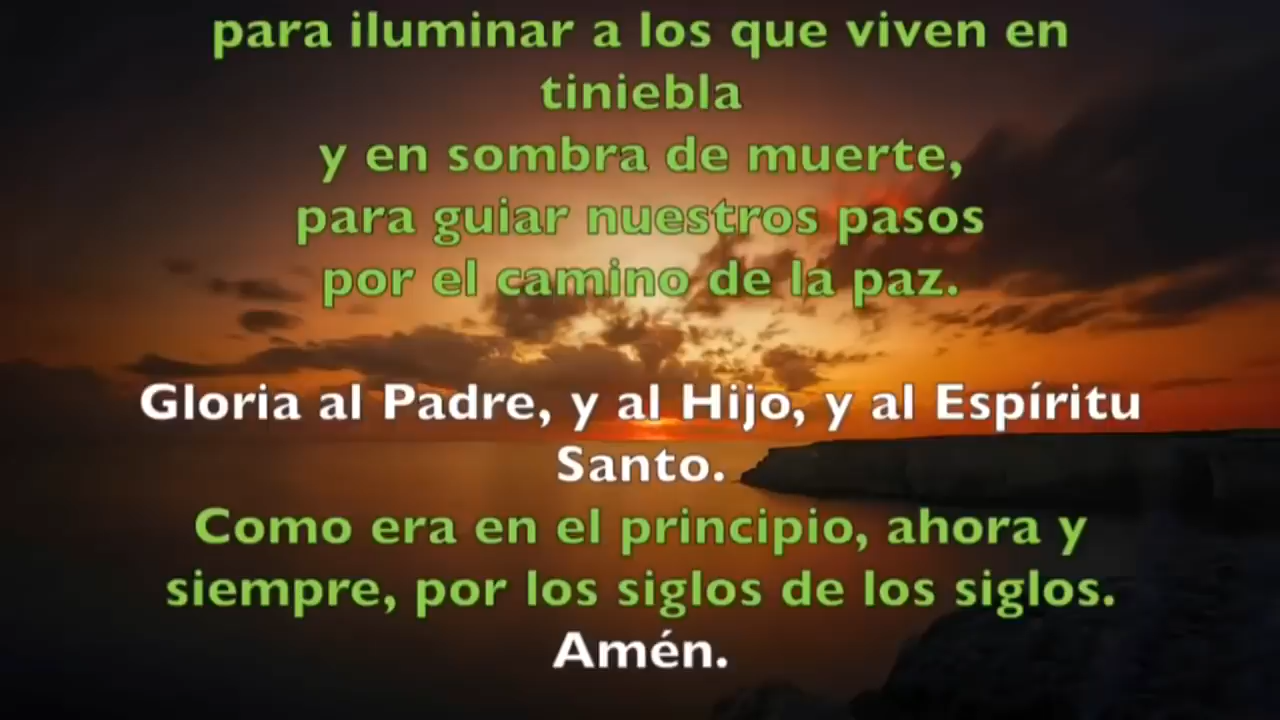 para iluminar a los que viven en
tiniebla
y en sombra de muerte,
para guiar nuestros pasos
por el camino de la paz.
Gloria al Padre, y al Hijo, y al Espíritu
Santo.
Como era en el principio, ahora y
siempre, por los siglos de los siglos.
Amén.